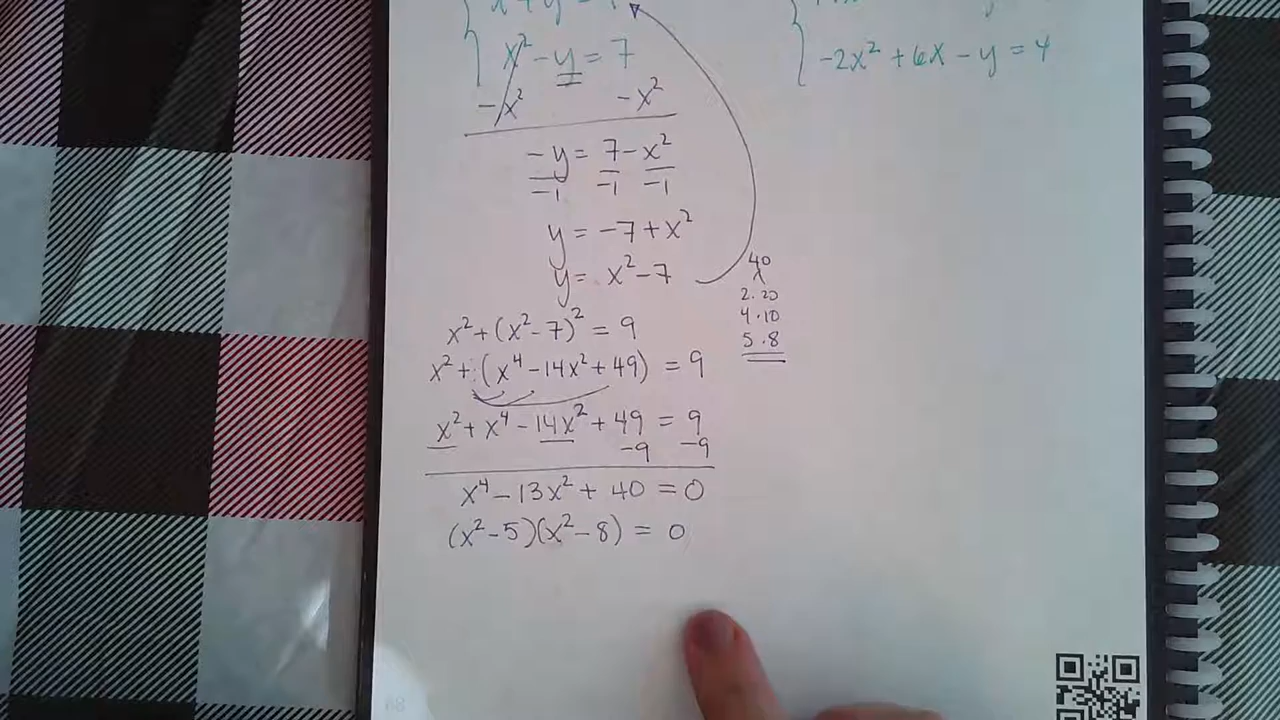 x² - y = 7
- x² - x²
- y = 7 - x²
-1 -1 -1
y = -7 + x²
y = x² - 7
x² + (x² - 7)² = 9
x² + (x⁴ - 14x² + 49) = 9
x² + x⁴ - 14x² + 49 = 9
-9 -9
x⁴ - 13x² + 40 = 0
(x² - 5)(x² - 8) = 0
40
2·20
4·10
5·8
-2x² + 6x - y = 4
68